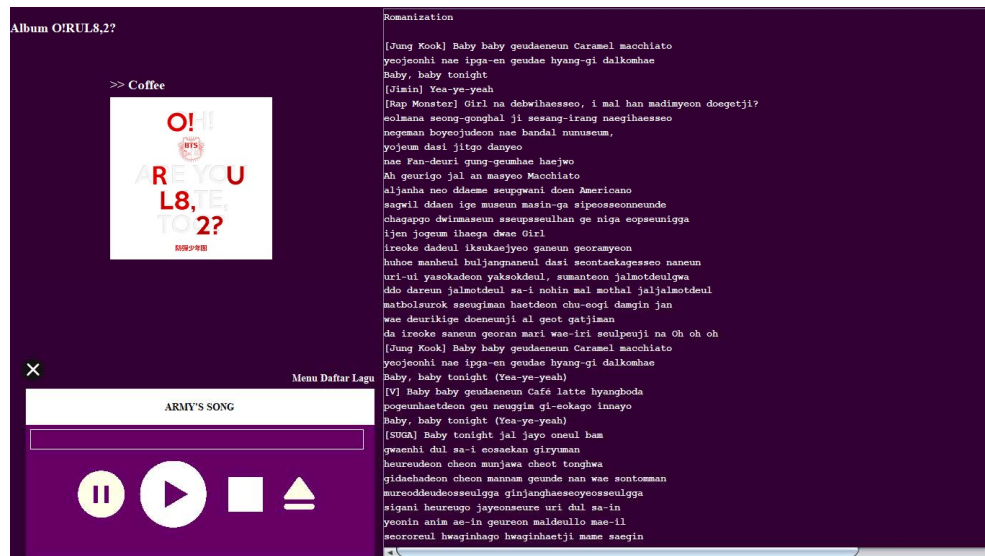 Album O!RUL8,2?
>> Coffee
O!H!
BTS
ARE YOU
L8,TE,
TOO2?
防弾少年団
Menu Daftar Lagu
ARMY'S SONG
Romanization
[Jung Kook] Baby baby geudaeneun Caramel macchiato
yeojeonhi nae ipga-en geudae hyang-gi dalkomhae
Baby, baby tonight
[Jimin] Yea-ye-yeah
[Rap Monster] Girl na debwihaesseo, i mal han madimyeon doegetji?
eolmana seong-gonghal ji sesang-irang naegihaesseo
negeman boyeojudeon nae bandal nunuseum,
yojeum dasi jitgo danyeo
nae Fan-deuri gung-geumhae haejwo
Ah geurigo jal an masyeo Macchiato
aljanha neo ddaeme seupgwani doen Americano
sagwil ddaen ige museun masin-ga sipeosseonneunde
chagapgo dwinmaseun sseupsseulhan ge niga eopseunigga
ijen jogeum ihaega dwae Girl
ireoke dadeul iksukaejyeo ganeun georamyeon
huhoe manheul buljangnaneul dasi seontaekagesseo naneun
uri-ui yasokadeon yaksokdeul, sumanteon jalmotdeulgwa
ddo dareun jalmotdeul sa-i nohin mal mothal jaljalmotdeul
matbolsurok sseugiman haetdeon chu-eogi damgin jan
wae deurikige doeneunji al geot gatjiman
da ireoke saneun georan mari wae-iri seulpeuji na Oh oh oh
[Jung Kook] Baby baby geudaeneun Caramel macchiato
yeojeonhi nae ipga-en geudae hyang-gi dalkomhae
Baby, baby tonight (Yea-ye-yeah)
[V] Baby baby geudaeneun Café latte hyangboda
pogeunhaetdeon geu neuggim gi-eokago innayo
Baby, baby tonight (Yea-ye-yeah)
[SUGA] Baby tonight jal jayo oneul bam
gwaenhi dul sa-i eosaekan giryuman
heureudeon cheon munjawa cheot tonghwa
gidaehadeon cheon mannam geunde nan wae sontomman
mureoddeudeosseulgga ginjanghaeseoyeosseulgga
sigani heureugo jayeonseure uri dul sa-in
yeonin anim ae-in geureon maldeullo mae-il
seororeul hwaginhago hwaginhaetji mame saegin